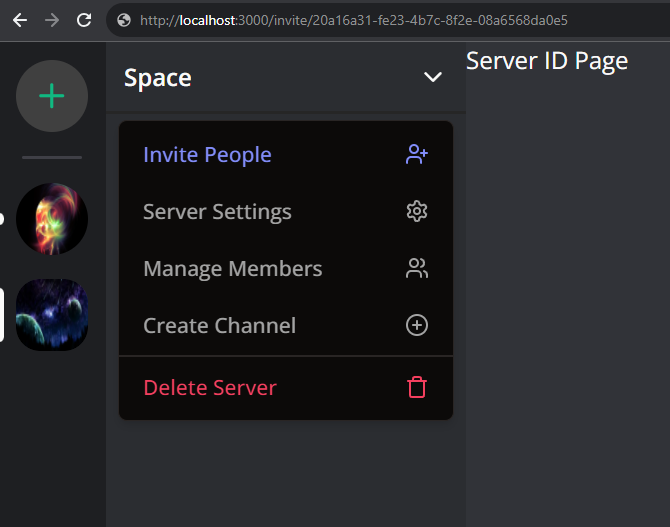 http://localhost:3000/invite/20a16a31-fe23-4b7c-8f2e-08a6568da0e5
Space
Server ID Page
Invite People
Server Settings
Manage Members
Create Channel
Delete Server